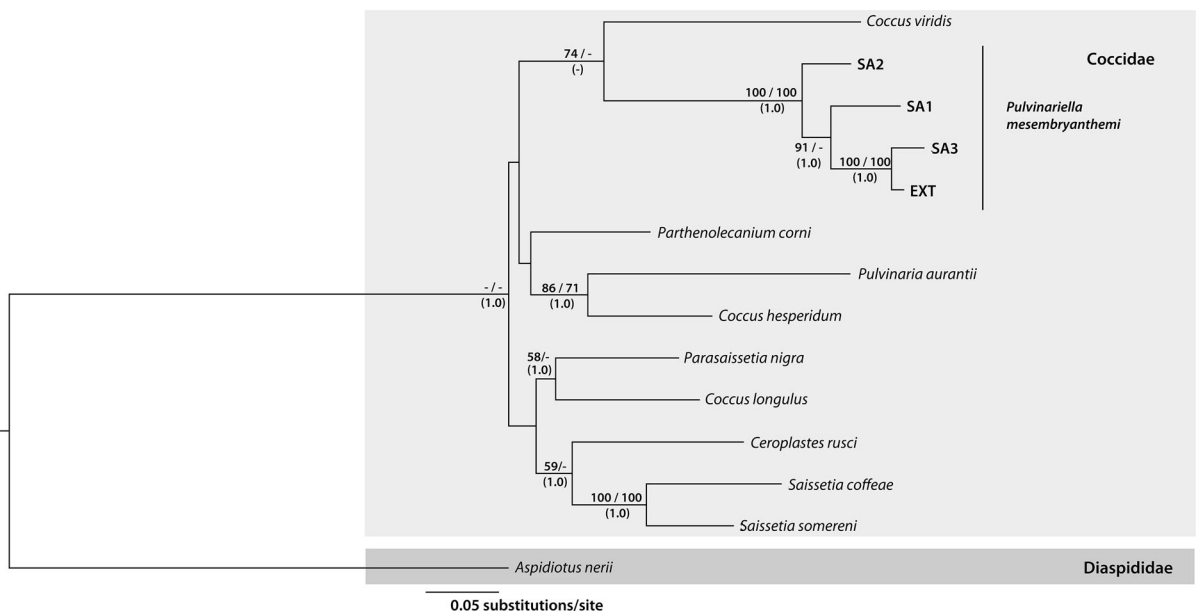 Coccus viridis
74 / -
(-)
Coccidae
SA2
100 / 100
(1.0)
SA1
Pulvinariella
mesembryanthemi
91 / -
(1.0)
SA3
100 / 100
(1.0)
EXT
Parthenolecanium corni
Pulvinaria aurantii
86 / 71
(1.0)
- / -
(1.0)
Coccus hesperidum
58/-
(1.0)
Parasaissetia nigra
Coccus longulus
Ceroplastes rusci
59/-
(1.0)
Saissetia coffeae
100 / 100
(1.0)
Saissetia somereni
Aspidiotus nerii
Diaspididae
0.05 substitutions/site